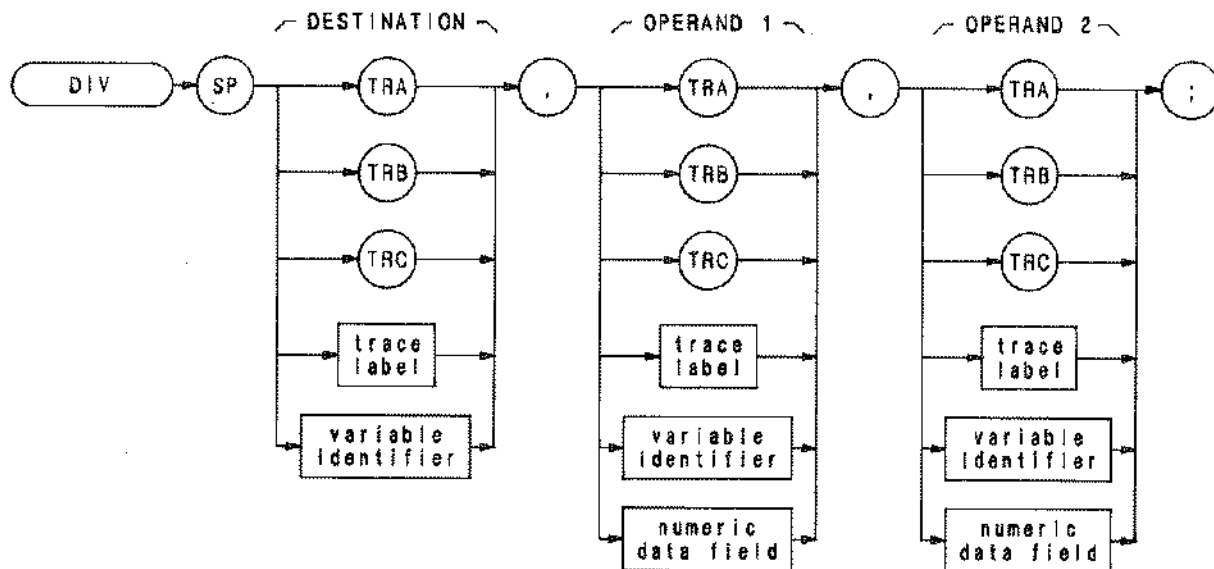 DESTINATION OPERAND 1 OPERAND 2
DIV SP TRA , TRA , TRA ;
TRB TRB TRB
TRC TRC TRC
trace trace trace
label label label
variable variable variable
identifier identifier identifier
numeric numeric
data field data field